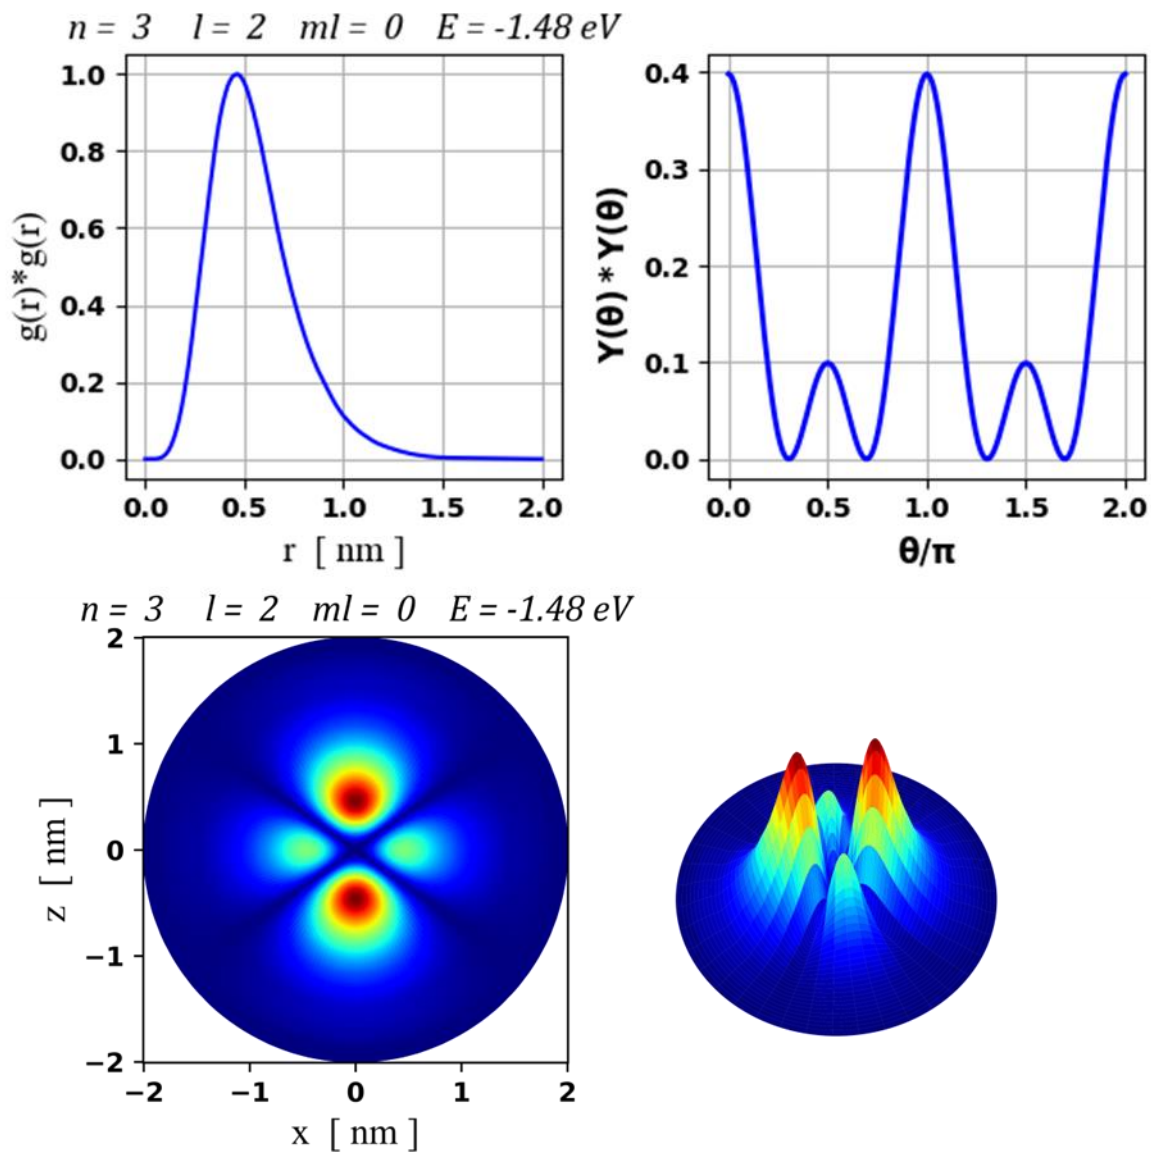 n = 3 l = 2 ml = 0 E = -1.48 eV
g(r)*g(r)
1.0
0.8
0.6
0.4
0.2
0.0
0.0 0.5 1.0 1.5 2.0
r [ nm ]
Y(θ) * Y(θ)
0.4
0.3
0.2
0.1
0.0
0.0 0.5 1.0 1.5 2.0
θ/π
n = 3 l = 2 ml = 0 E = -1.48 eV
z [ nm ]
2
1
0
−1
−2
−2 −1 0 1 2
x [ nm ]